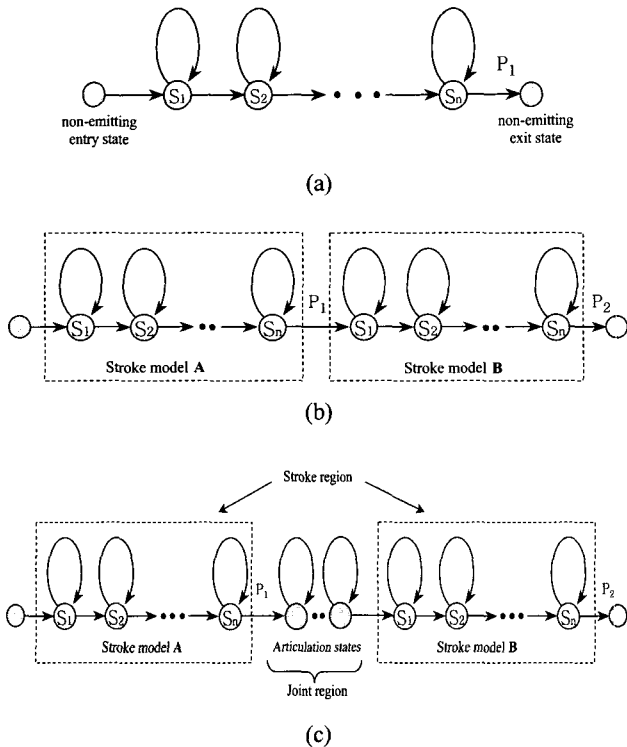 P1
S1 S2 • • • Sn
non-emitting entry state
non-emitting exit state
(a)
P1 P2
S1 S2 •• Sn S1 S2 •• Sn
Stroke model A Stroke model B
(b)
Stroke region
P1 P2
S1 S2 ••• Sn •• S1 S2 ••• Sn
Stroke model A Articulation states Stroke model B
Joint region
(c)